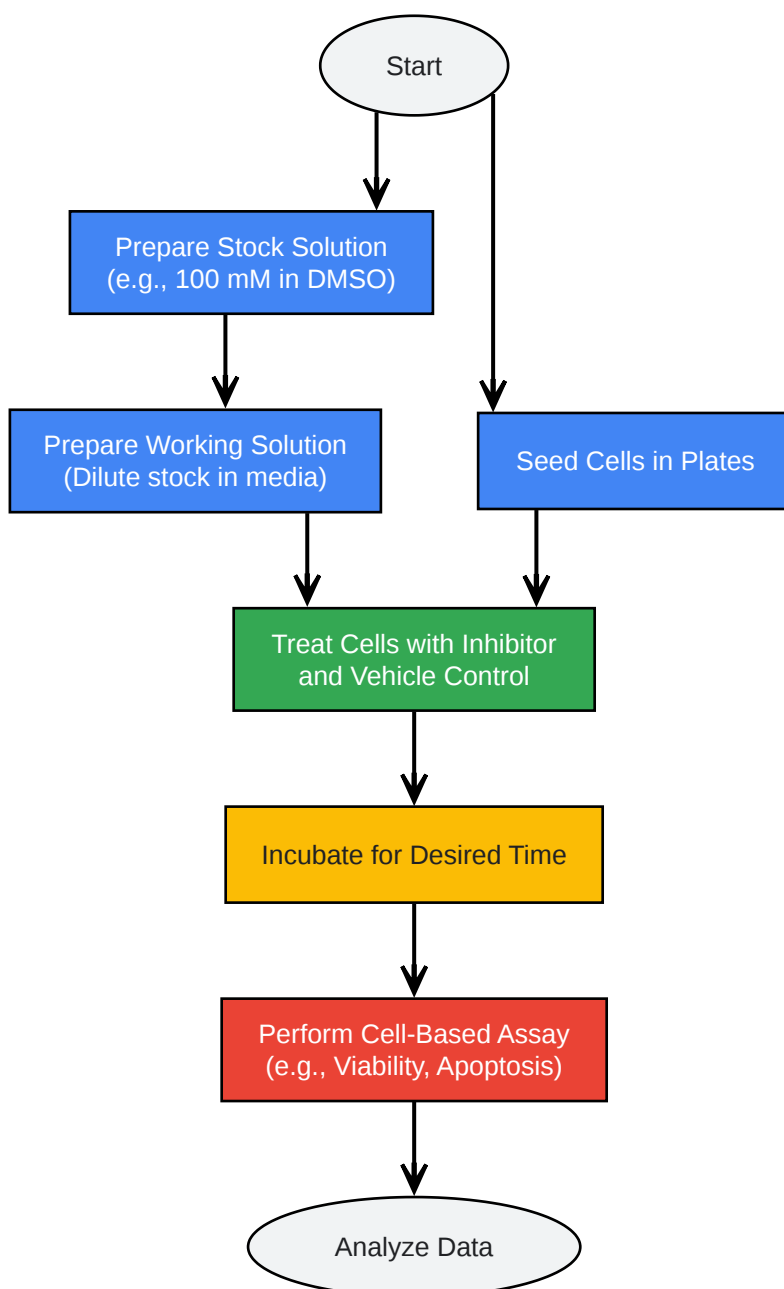 Start
Prepare Stock Solution
(e.g., 100 mM in DMSO)
Prepare Working Solution
(Dilute stock in media)
Seed Cells in Plates
Treat Cells with Inhibitor
and Vehicle Control
Incubate for Desired Time
Perform Cell-Based Assay
(e.g., Viability, Apoptosis)
Analyze Data